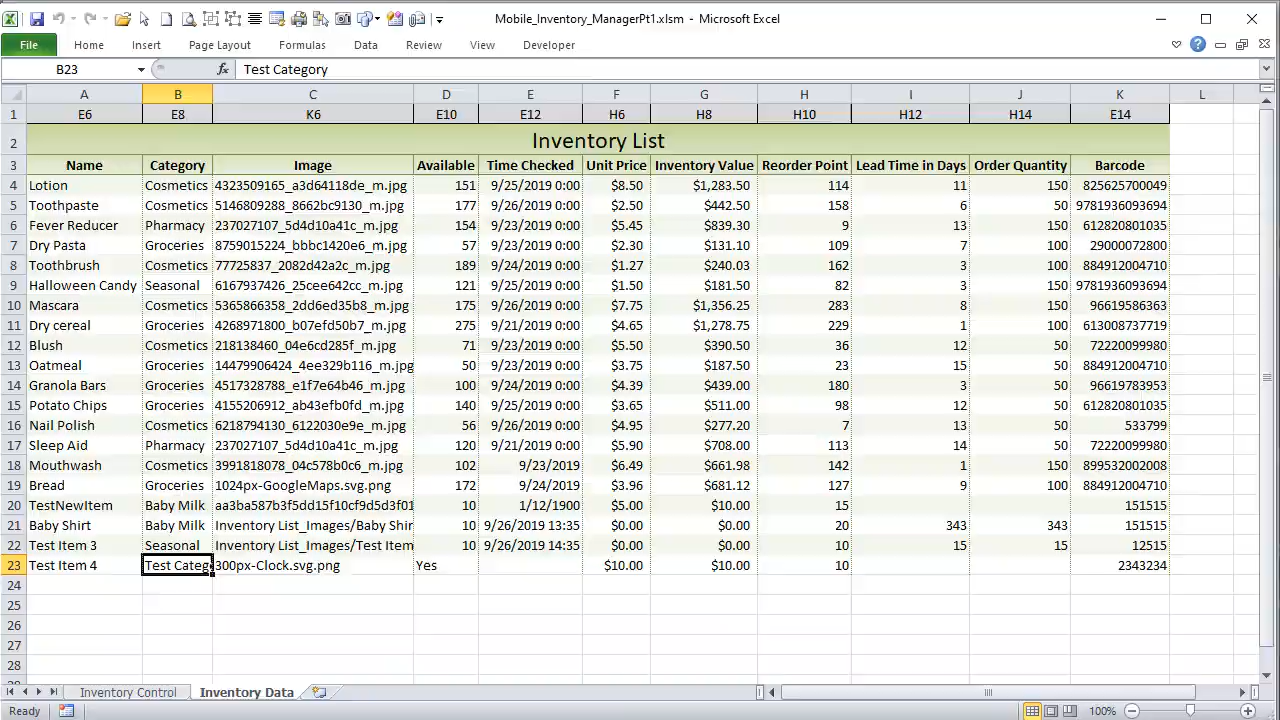 Mobile_Inventory_ManagerPt1.xlsm - Microsoft Excel
File Home Insert Page Layout Formulas Data Review View Developer
B23 fx Test Category
A B C D E F G H I J K L
1 E6 E8 K6 E10 E12 H6 H8 H10 H12 H14 E14
2 Inventory List
3 Name Category Image Available Time Checked Unit Price Inventory Value Reorder Point Lead Time in Days Order Quantity Barcode
4 Lotion Cosmetics 4323509165_a3d64118de_m.jpg 151 9/25/2019 0:00 $8.50 $1,283.50 114 11 150 825625700049
5 Toothpaste Cosmetics 5146809288_8662bc9130_m.jpg 177 9/26/2019 0:00 $2.50 $442.50 158 6 50 9781936093694
6 Fever Reducer Pharmacy 237027107_5d4d10a41c_m.jpg 154 9/23/2019 0:00 $5.45 $839.30 9 13 150 612820801035
7 Dry Pasta Groceries 8759015224_bbbc1420e6_m.jpg 57 9/23/2019 0:00 $2.30 $131.10 109 7 100 29000072800
8 Toothbrush Cosmetics 77725837_2082d42a2c_m.jpg 189 9/24/2019 0:00 $1.27 $240.03 162 3 100 884912004710
9 Halloween Candy Seasonal 6167937426_25cee642cc_m.jpg 121 9/25/2019 0:00 $1.50 $181.50 82 3 150 9781936093694
10 Mascara Cosmetics 5365866358_2dd6ed35b8_m.jpg 175 9/26/2019 0:00 $7.75 $1,356.25 283 8 150 96619586363
11 Dry cereal Groceries 4268971800_b07efd50b7_m.jpg 275 9/21/2019 0:00 $4.65 $1,278.75 229 1 100 613008737719
12 Blush Cosmetics 218138460_04e6cd285f_m.jpg 71 9/23/2019 0:00 $5.50 $390.50 36 12 50 72220099980
13 Oatmeal Groceries 14479906424_4ee329b116_m.jpg 50 9/23/2019 0:00 $3.75 $187.50 23 15 50 884912004710
14 Granola Bars Groceries 4517328788_e1f7e64b46_m.jpg 100 9/24/2019 0:00 $4.39 $439.00 180 3 50 96619783953
15 Potato Chips Groceries 4155206912_ab43efb0fd_m.jpg 140 9/25/2019 0:00 $3.65 $511.00 98 12 50 612820801035
16 Nail Polish Cosmetics 6218794130_6122030e9e_m.jpg 56 9/26/2019 0:00 $4.95 $277.20 7 13 50 533799
17 Sleep Aid Pharmacy 237027107_5d4d10a41c_m.jpg 120 9/21/2019 0:00 $5.90 $708.00 113 14 50 72220099980
18 Mouthwash Cosmetics 3991818078_04c578b0c6_m.jpg 102 9/23/2019 $6.49 $661.98 142 1 150 899532002008
19 Bread Groceries 1024px-GoogleMaps.svg.png 172 9/24/2019 $3.96 $681.12 127 9 100 884912004710
20 TestNewItem Baby Milk aa3ba587b3f5dd15f10cf9d5d3f01 10 1/12/1900 $5.00 $10.00 15 151515
21 Baby Shirt Baby Milk Inventory List_Images/Baby Shir 10 9/26/2019 13:35 $0.00 $0.00 20 343 343 151515
22 Test Item 3 Seasonal Inventory List_Images/Test Item 10 9/26/2019 14:35 $0.00 $0.00 10 15 15 12515
23 Test Item 4 Test Categ 300px-Clock.svg.png Yes $10.00 $10.00 10 2343234
24
25
26
27
28
Inventory Control Inventory Data
Ready 100%